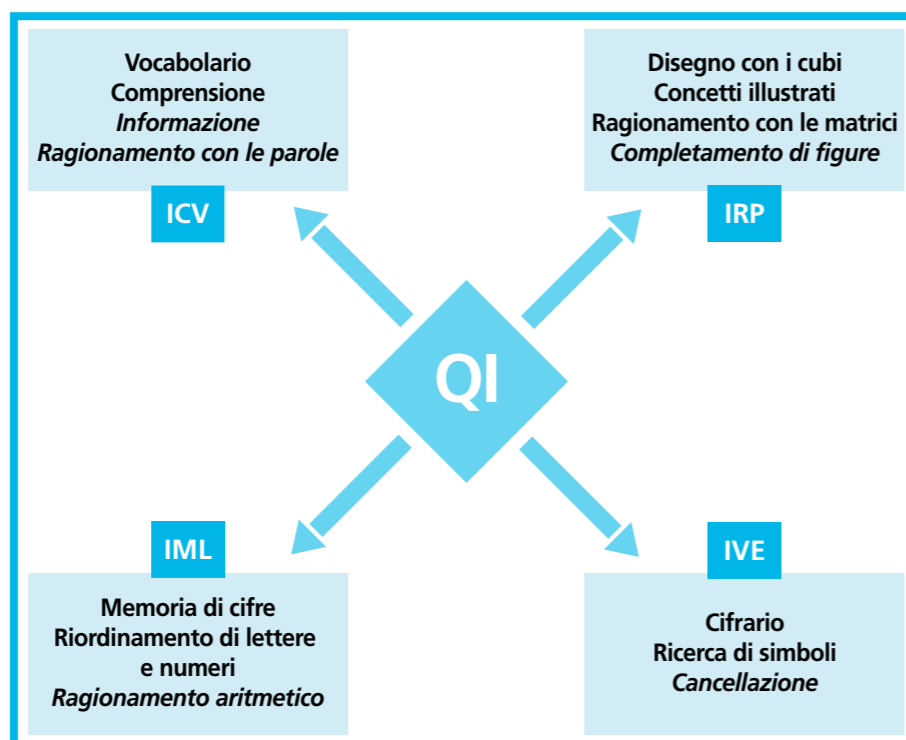 Vocabolario
Comprensione
Informazione
Ragionamento con le parole
ICV
Disegno con i cubi
Concetti illustrati
Ragionamento con le matrici
Completamento di figure
IRP
QI
IML
Memoria di cifre
Riordinamento di lettere
e numeri
Ragionamento aritmetico
IVE
Cifrario
Ricerca di simboli
Cancellazione